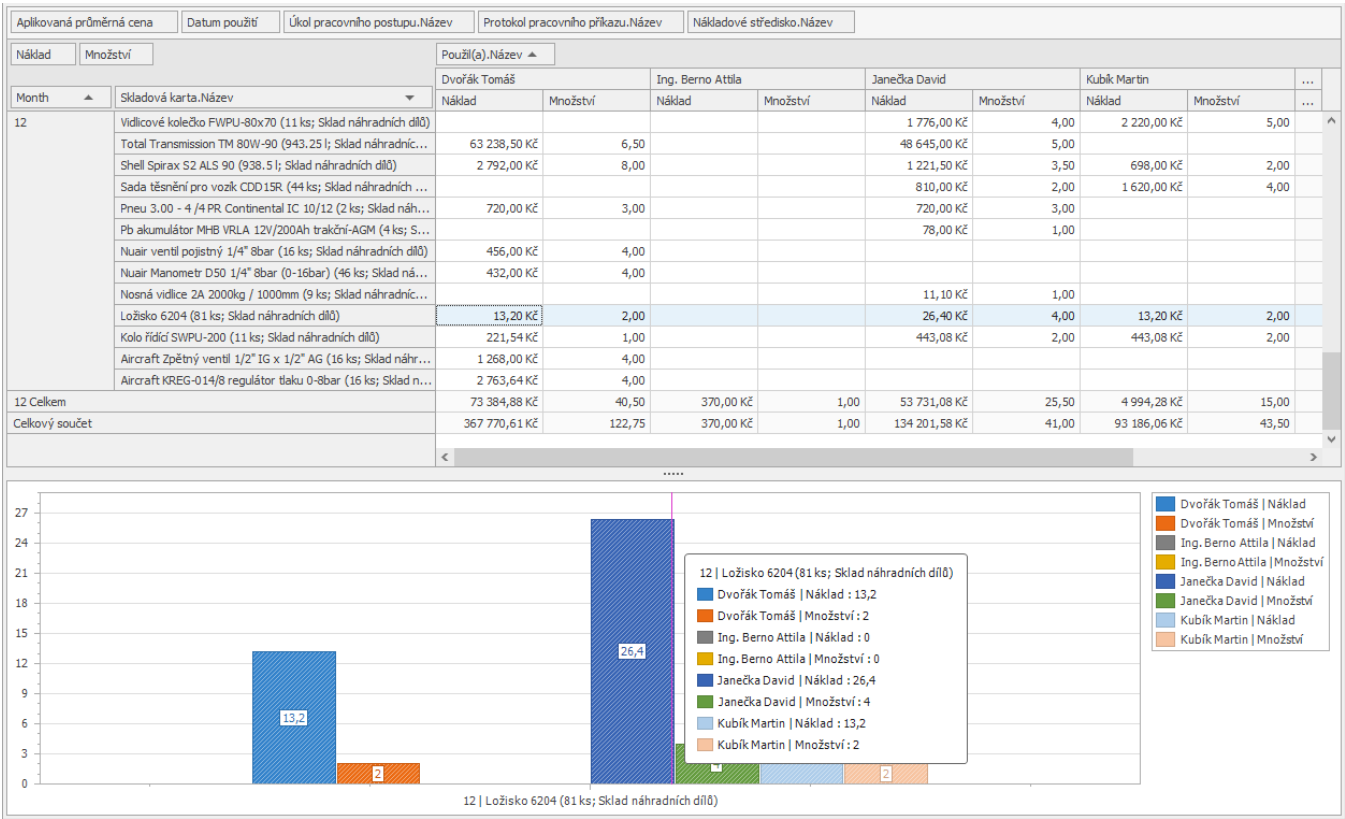 Aplikovaná průměrná cena Datum použití Úkol pracovního postupu.Název Protokol pracovního příkazu.Název Nákladové středisko.Název
Náklad Množství Použil(a).Název
Dvořák Tomáš Ing. Berno Attila Janečka David Kubík Martin ...
Month Skladová karta.Název Náklad Množství Náklad Množství Náklad Množství Náklad Množství ...
12 Vidlicové kolečko FWPU-80x70 (11 ks; Sklad náhradních dílů) 1 776,00 Kč 4,00 2 220,00 Kč 5,00
Total Transmission TM 80W-90 (943.25 l; Sklad náhradníc... 63 238,50 Kč 6,50 48 645,00 Kč 5,00
Shell Spirax S2 ALS 90 (938.5 l; Sklad náhradních dílů) 2 792,00 Kč 8,00 1 221,50 Kč 3,50 698,00 Kč 2,00
Sada těsnění pro vozík CDD15R (44 ks; Sklad náhradních ... 810,00 Kč 2,00 1 620,00 Kč 4,00
Pneu 3.00 - 4 /4 PR Continental IC 10/12 (2 ks; Sklad náh... 720,00 Kč 3,00 720,00 Kč 3,00
Pb akumulátor MHB VRLA 12V/200Ah trakční-AGM (4 ks; S... 78,00 Kč 1,00
Nuair ventil pojistný 1/4" 8bar (16 ks; Sklad náhradních dílů) 456,00 Kč 4,00
Nuair Manometr D50 1/4" 8bar (0-16bar) (46 ks; Sklad ná... 432,00 Kč 4,00
Nosná vidlice 2A 2000kg / 1000mm (9 ks; Sklad náhradníc... 11,10 Kč 1,00
Ložisko 6204 (81 ks; Sklad náhradních dílů) 13,20 Kč 2,00 26,40 Kč 4,00 13,20 Kč 2,00
Kolo řídící SWPU-200 (11 ks; Sklad náhradních dílů) 221,54 Kč 1,00 443,08 Kč 2,00 443,08 Kč 2,00
Aircraft Zpětný ventil 1/2" IG x 1/2" AG (16 ks; Sklad náhr... 1 268,00 Kč 4,00
Aircraft KREG-014/8 regulátor tlaku 0-8bar (16 ks; Sklad n... 2 763,64 Kč 4,00
12 Celkem 73 384,88 Kč 40,50 370,00 Kč 1,00 53 731,08 Kč 25,50 4 994,28 Kč 15,00
Celkový součet 367 770,61 Kč 122,75 370,00 Kč 1,00 134 201,58 Kč 41,00 93 186,06 Kč 43,50
27
24
21
18
15
12
9
6
3
0
13,2
2
26,4
4
2
12 | Ložisko 6204 (81 ks; Sklad náhradních dílů)
12 | Ložisko 6204 (81 ks; Sklad náhradních dílů)
Dvořák Tomáš | Náklad : 13,2
Dvořák Tomáš | Množství : 2
Ing. Berno Attila | Náklad : 0
Ing. Berno Attila | Množství : 0
Janečka David | Náklad : 26,4
Janečka David | Množství : 4
Kubík Martin | Náklad : 13,2
Kubík Martin | Množství : 2
Dvořák Tomáš | Náklad
Dvořák Tomáš | Množství
Ing. Berno Attila | Náklad
Ing. Berno Attila | Množství
Janečka David | Náklad
Janečka David | Množství
Kubík Martin | Náklad
Kubík Martin | Množství